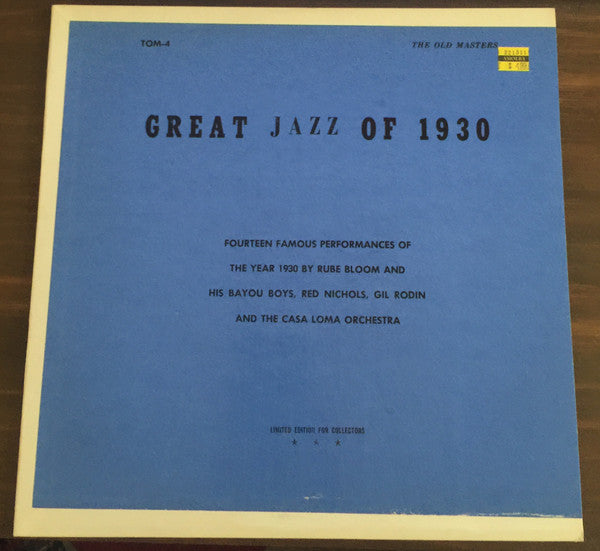 TOM-4
THE OLD MASTERS
AMOEBA
GREAT JAZZ OF 1930
FOURTEEN FAMOUS PERFORMANCES OF
THE YEAR 1930 BY RUBE BLOOM AND
HIS BAYOU BOYS, RED NICHOLS, GIL RODIN
AND THE CASA LOMA ORCHESTRA
LIMITED EDITION FOR COLLECTORS